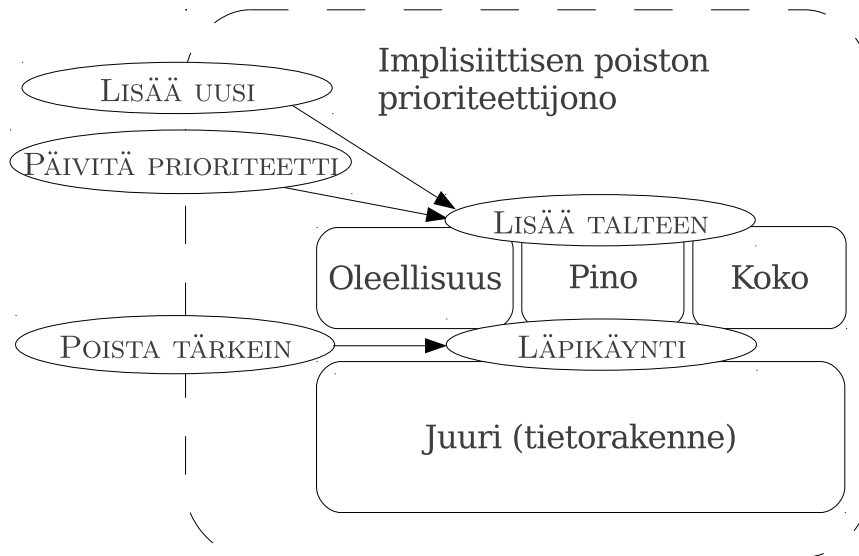 Implisiittisen poiston
prioriteettijono
Lisää uusi
Päivitä prioriteetti
Lisää talteen
Oleellisuus
Pino
Koko
Poista tärkein
Läpikäynti
Juuri (tietorakenne)